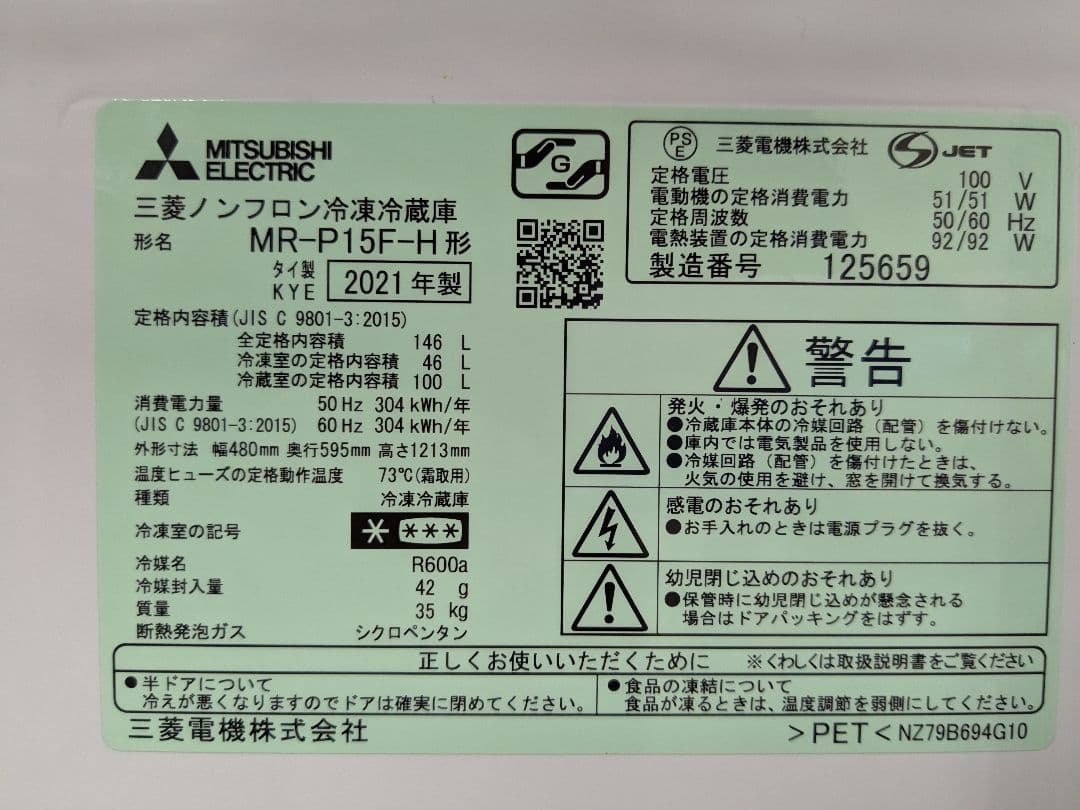 MITSUBISHI
ELECTRIC
三菱ノンフロン冷凍冷蔵庫
形名 MR-P15F-H 形
タイ製
KYE
2021 年製
定格内容積(JIS C 9801-3:2015)
全定格内容積 146 L
冷凍室の定格内容積 46 L
冷蔵室の定格内容積 100 L
消費電力量 50 Hz 304 kWh/年
(JIS C 9801-3:2015) 60 Hz 304 kWh/年
外形寸法 幅480mm 奥行595mm 高さ1213mm
温度ヒューズの定格動作温度 73℃(霜取用)
種類 冷凍冷蔵庫
冷凍室の記号 * ***
冷媒名 R600a
冷媒封入量 42 g
質量 35 kg
断熱発泡ガス シクロペンタン
G
PSE 三菱電機株式会社 S JET
定格電圧 100 V
電動機の定格消費電力 51/51 W
定格周波数 50/60 Hz
電熱装置の定格消費電力 92/92 W
製造番号 125659
警告
発火・爆発のおそれあり
●冷蔵庫本体の冷媒回路(配管)を傷付けない。
●庫内では電気製品を使用しない。
●冷媒回路(配管)を傷付けたときは、
火気の使用を避け、窓を開けて換気する。
感電のおそれあり
●お手入れのときは電源プラグを抜く。
幼児閉じ込めのおそれあり
●保管時に幼児閉じ込めが懸念される
場合はドアパッキングをはずす。
正しくお使いいただくために ※くわしくは取扱説明書をご覧ください
●半ドアについて
冷えが悪くなりますのでドアは確実に閉めてください。
●食品の凍結について
食品が凍るときは、温度調節を弱側にしてください。
三菱電機株式会社
>PET< NZ79B694G10